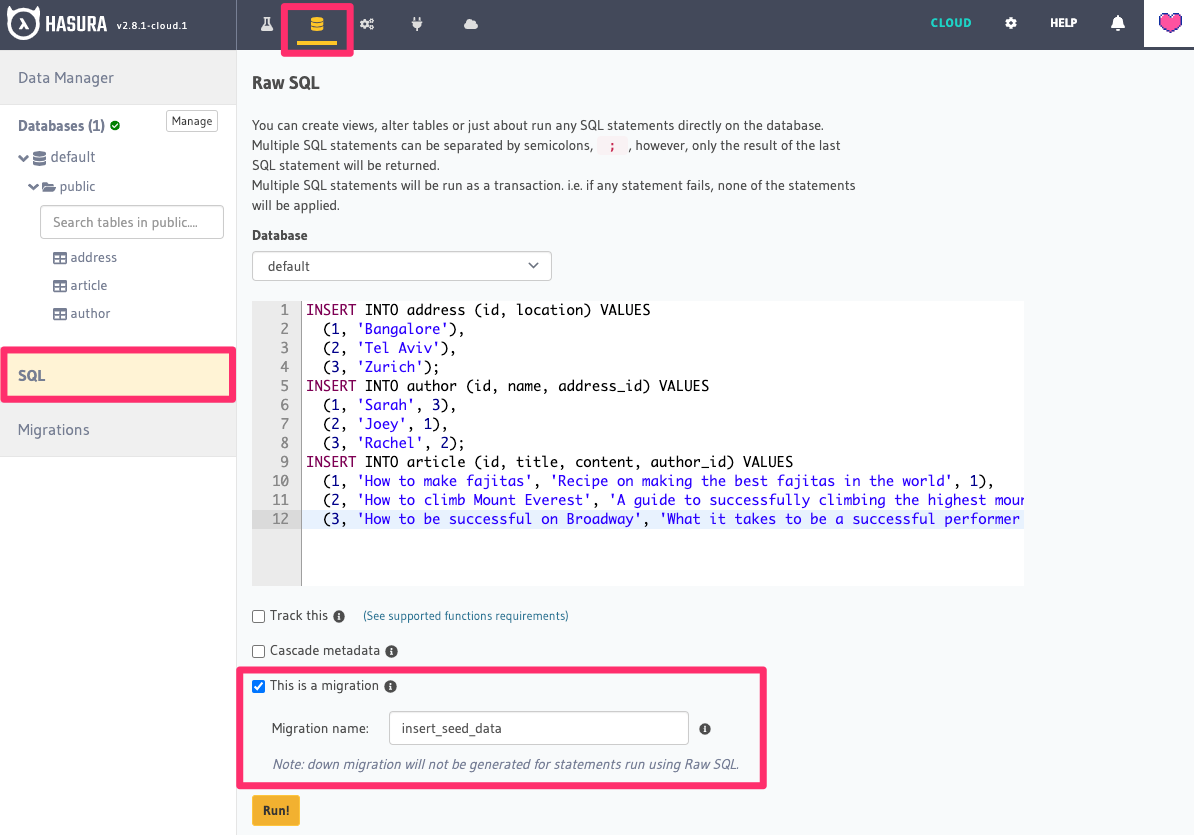 HASURA v2.8.1-cloud.1
CLOUD HELP
Data Manager
Databases (1) Manage
default
public
Search tables in public....
address
article
author
SQL
Migrations
Raw SQL
You can create views, alter tables or just about run any SQL statements directly on the database.
Multiple SQL statements can be separated by semicolons, ; , however, only the result of the last
SQL statement will be returned.
Multiple SQL statements will be run as a transaction. i.e. if any statement fails, none of the statements
will be applied.
Database
default
1 INSERT INTO address (id, location) VALUES
2 (1, 'Bangalore'),
3 (2, 'Tel Aviv'),
4 (3, 'Zurich');
5 INSERT INTO author (id, name, address_id) VALUES
6 (1, 'Sarah', 3),
7 (2, 'Joey', 1),
8 (3, 'Rachel', 2);
9 INSERT INTO article (id, title, content, author_id) VALUES
10 (1, 'How to make fajitas', 'Recipe on making the best fajitas in the world', 1),
11 (2, 'How to climb Mount Everest', 'A guide to successfully climbing the highest
12 (3, 'How to be successful on Broadway', 'What it takes to be a successful performer
Track this (See supported functions requirements)
Cascade metadata
This is a migration
Migration name: insert_seed_data
Note: down migration will not be generated for statements run using Raw SQL.
Run!